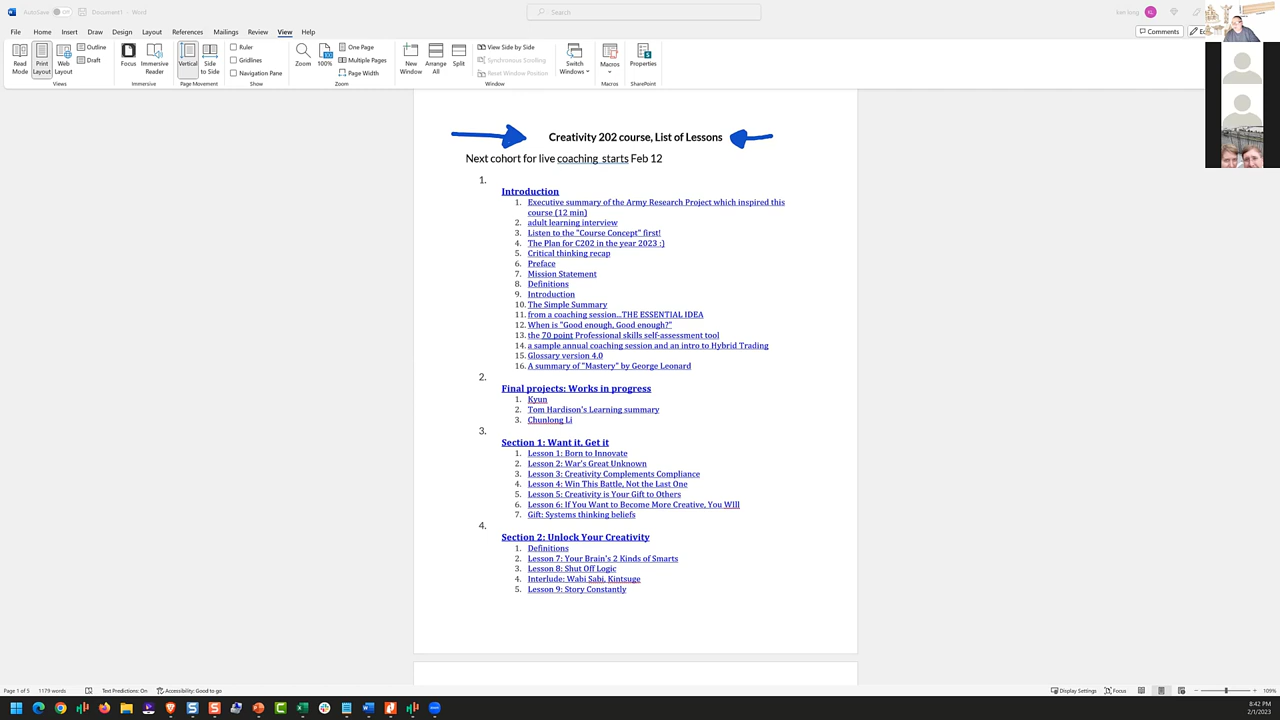 AutoSave Off Document1 - Word
Search
KL
File Home Insert Draw Design Layout References Mailings Review View Help
Comments
Read Mode
Print Layout
Web Layout
Outline
Draft
Views
Focus
Immersive Reader
Immersive
Vertical
Side to Side
Page Movement
Ruler
Gridlines
Navigation Pane
Show
Zoom
100%
One Page
Multiple Pages
Page Width
Zoom
New Window
Arrange All
Split
View Side by Side
Synchronous Scrolling
Reset Window Position
Window
Switch Windows
Macros
Macros
Properties
SharePoint
Creativity 202 course, List of Lessons
Next cohort for live coaching starts Feb 12
1.
Introduction
1. Executive summary of the Army Research Project which inspired this
course (12 min)
2. adult learning interview
3. Listen to the "Course Concept" first!
4. The Plan for C202 in the year 2023 :)
5. Critical thinking recap
6. Preface
7. Mission Statement
8. Definitions
9. Introduction
10. The Simple Summary
11. from a coaching session...THE ESSENTIAL IDEA
12. When is "Good enough, Good enough?"
13. the 70 point Professional skills self-assessment tool
14. a sample annual coaching session and an intro to Hybrid Trading
15. Glossary version 4.0
16. A summary of "Mastery" by George Leonard
2.
Final projects: Works in progress
1. Kyun
2. Tom Hardison's Learning summary
3. Chunlong Li
3.
Section 1: Want it, Get it
1. Lesson 1: Born to Innovate
2. Lesson 2: War's Great Unknown
3. Lesson 3: Creativity Complements Compliance
4. Lesson 4: Win This Battle, Not the Last One
5. Lesson 5: Creativity is Your Gift to Others
6. Lesson 6: If You Want to Become More Creative, You WIll
7. Gift: Systems thinking beliefs
4.
Section 2: Unlock Your Creativity
1. Definitions
2. Lesson 7: Your Brain's 2 Kinds of Smarts
3. Lesson 8: Shut Off Logic
4. Interlude: Wabi Sabi, Kintsuge
5. Lesson 9: Story Constantly
Page 1 of 5 1179 words Text Predictions: On Accessibility: Good to go
Display Settings Focus 109%
8:42 PM
2/1/2023